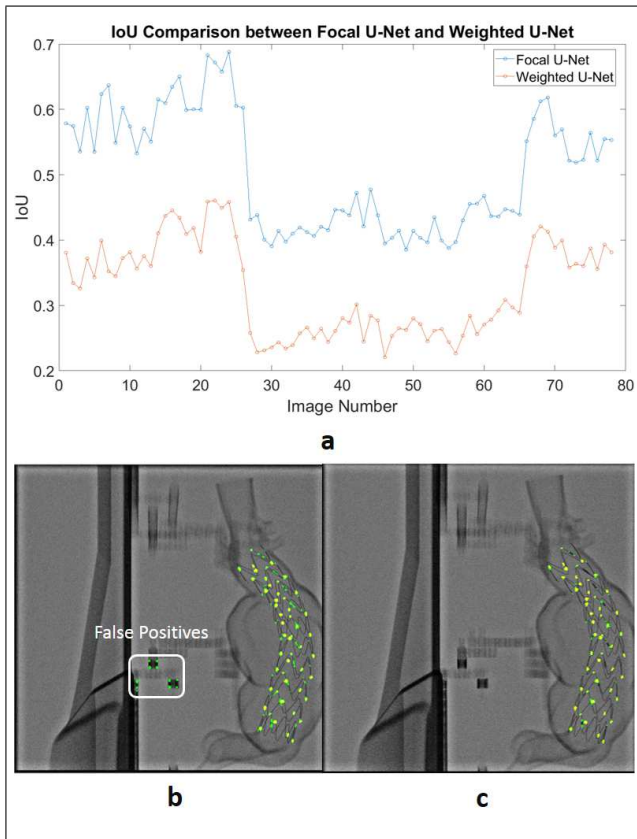 IoU Comparison between Focal U-Net and Weighted U-Net
0.7
0.6
0.5
0.4
0.3
0.2
IoU
Focal U-Net
Weighted U-Net
0 10 20 30 40 50 60 70 80
Image Number
a
False Positives
b c